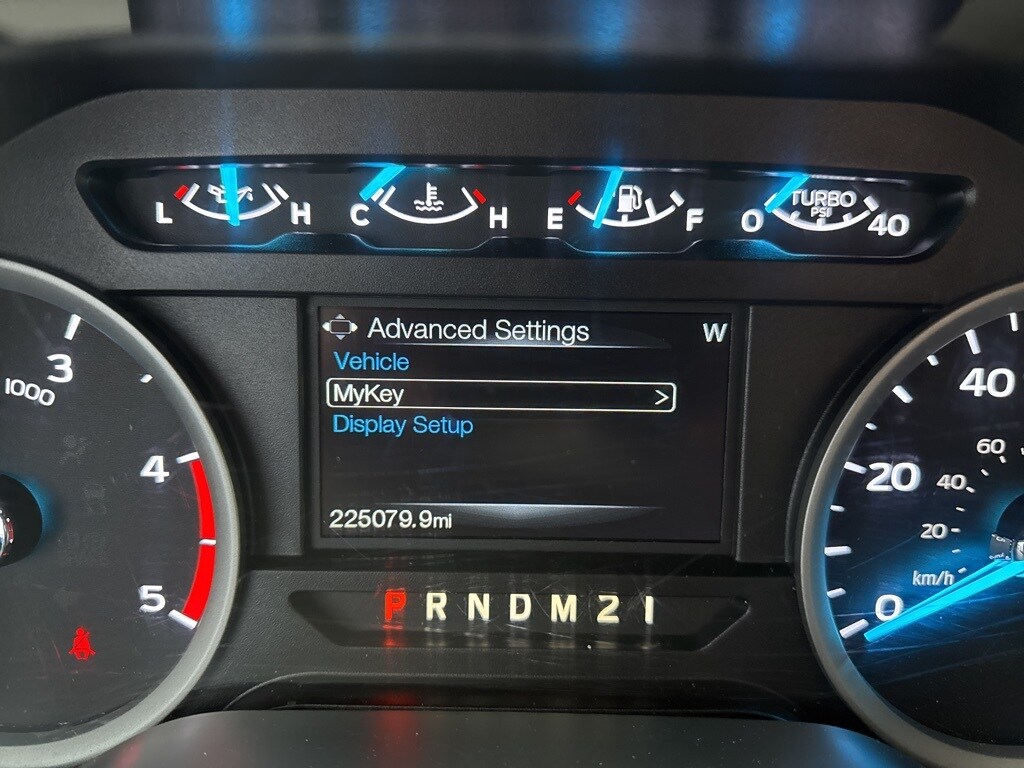 L H C H E F 0 TURBO PSI 40
Advanced Settings W
Vehicle
MyKey >
Display Setup
225079.9mi
P R N D M 2 1
3
1000
4
5
40
20
0
60
40
20
km/h